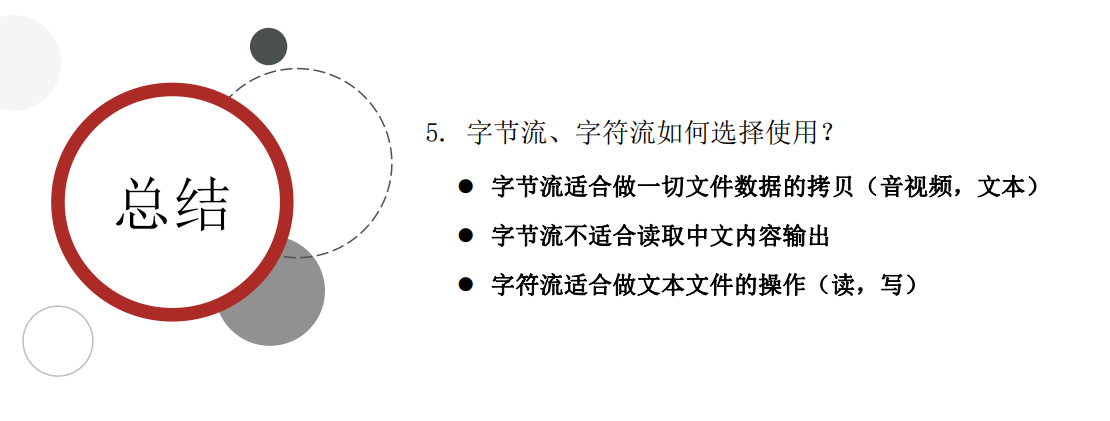 总结
5. 字节流、字符流如何选择使用？
● 字节流适合做一切文件数据的拷贝（音视频，文本）
● 字节流不适合读取中文内容输出
● 字符流适合做文本文件的操作（读，写）